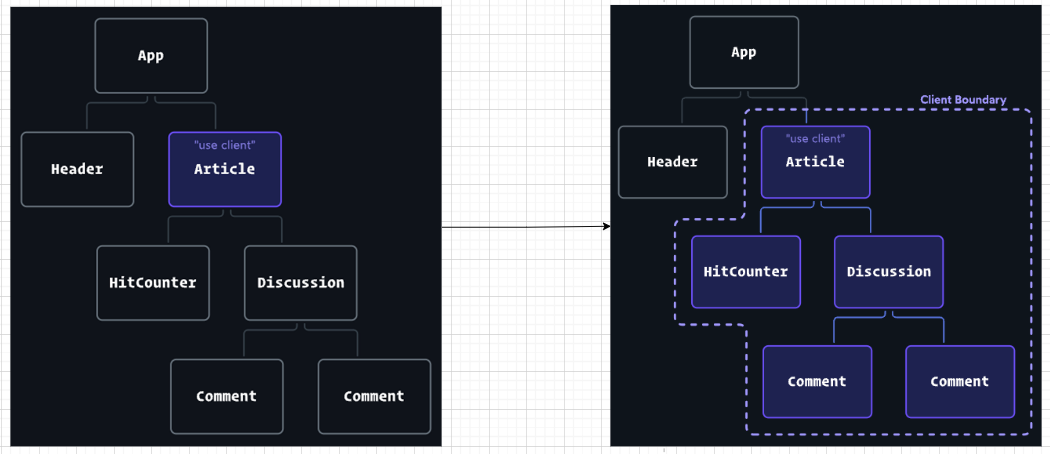 App
Header
"use client"
Article
HitCounter
Discussion
Comment
Comment
App
Client Boundary
Header
"use client"
Article
HitCounter
Discussion
Comment
Comment